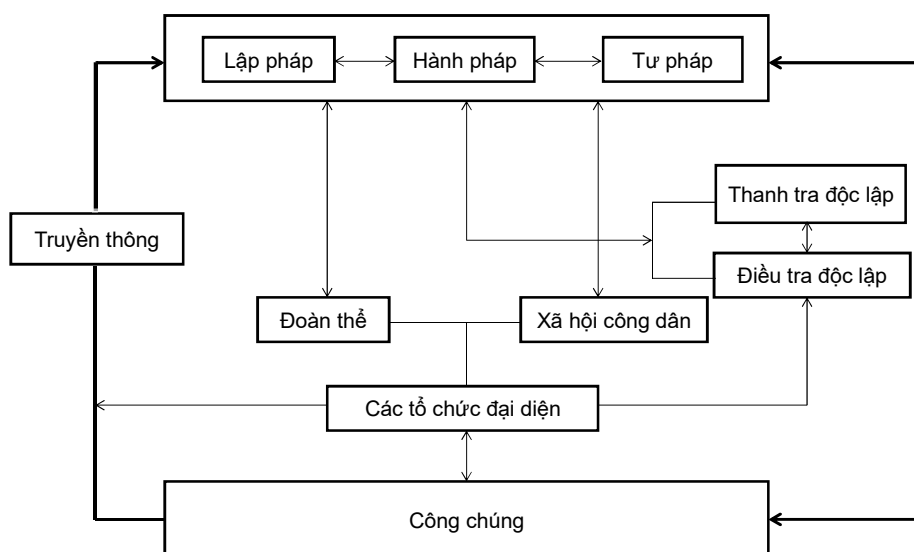 Lập pháp
Hành pháp
Tư pháp
Thanh tra độc lập
Truyền thông
Điều tra độc lập
Đoàn thể
Xã hội công dân
Các tổ chức đại diện
Công chúng